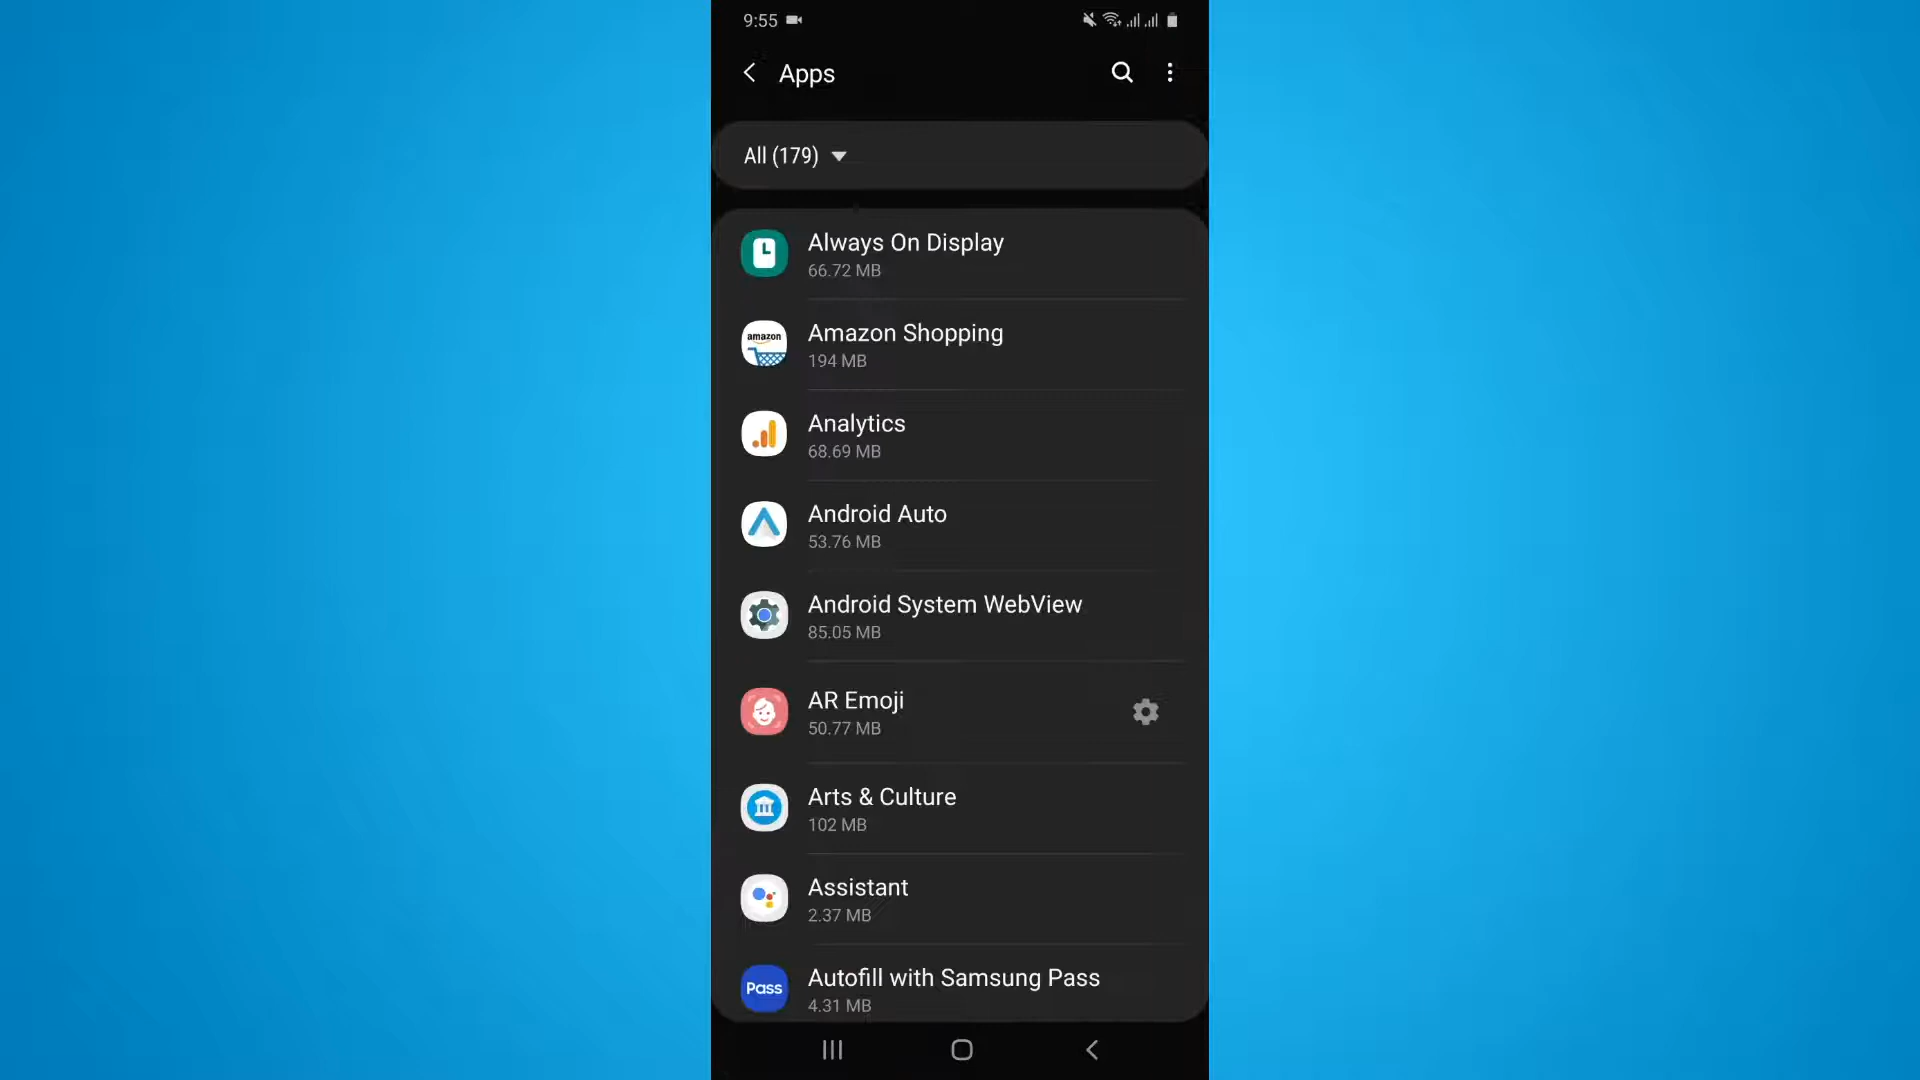 9:55
Apps
All (179)
Always On Display
66.72 MB
amazon
Amazon Shopping
194 MB
Analytics
68.69 MB
Android Auto
53.76 MB
Android System WebView
85.05 MB
AR Emoji
50.77 MB
Arts & Culture
102 MB
Assistant
2.37 MB
Pass
Autofill with Samsung Pass
4.31 MB